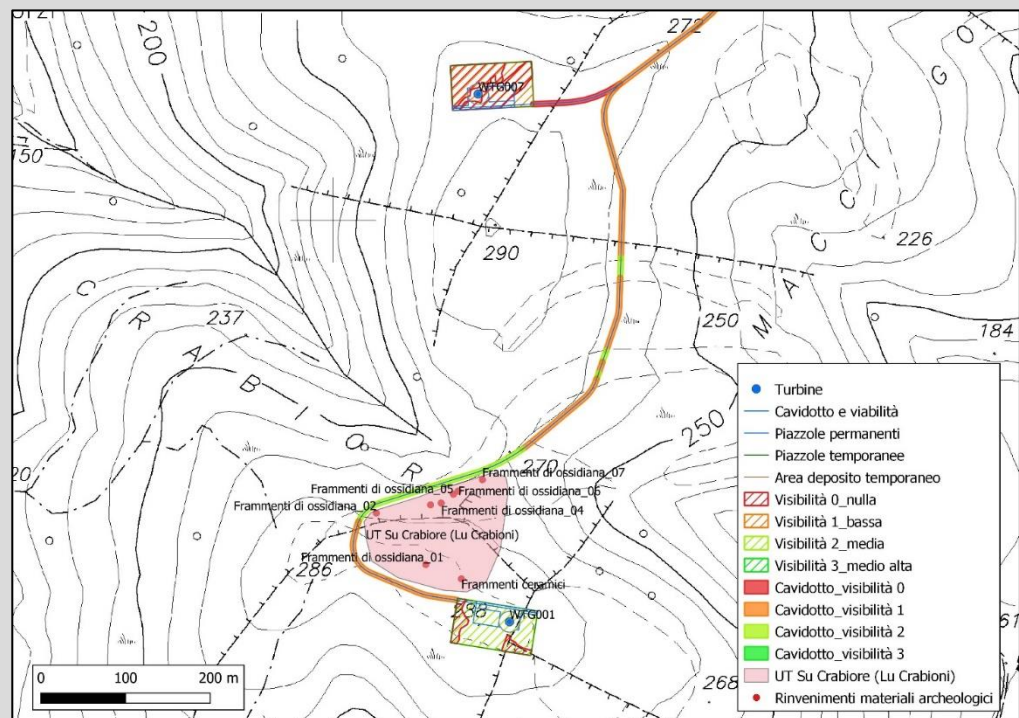 272
200
WTG007
150
290
226
G
O
C
C
A
M
C
R
A
B
I
O
R
237
250
184
250
20
270
Frammenti di ossidiana_07
Frammenti di ossidiana_05
Frammenti di ossidiana_06
Frammenti di ossidiana_02
Frammenti di ossidiana_04
UT Su Crabiore (Lu Crabioni)
Frammenti di ossidiana_01
286
Frammenti ceramici
288
WTG001
268
Turbine
Cavidotto e viabilità
Piazzole permanenti
Piazzole temporanee
Area deposito temporaneo
Visibilità 0_nulla
Visibilità 1_bassa
Visibilità 2_media
Visibilità 3_medio alta
Cavidotto_visibilità 0
Cavidotto_visibilità 1
Cavidotto_visibilità 2
Cavidotto_visibilità 3
UT Su Crabiore (Lu Crabioni)
Rinvenimenti materiali archeologici
0 100 200 m